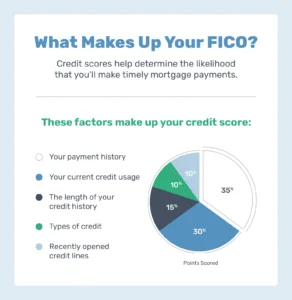 What Makes Up Your FICO?
Credit scores help determine the likelihood
that you'll make timely mortgage payments.
These factors make up your credit score:
Your payment history
Your current credit usage
The length of your
credit history
Types of credit
Recently opened
credit lines
10%
10%
15%
35%
30%
Points Scored